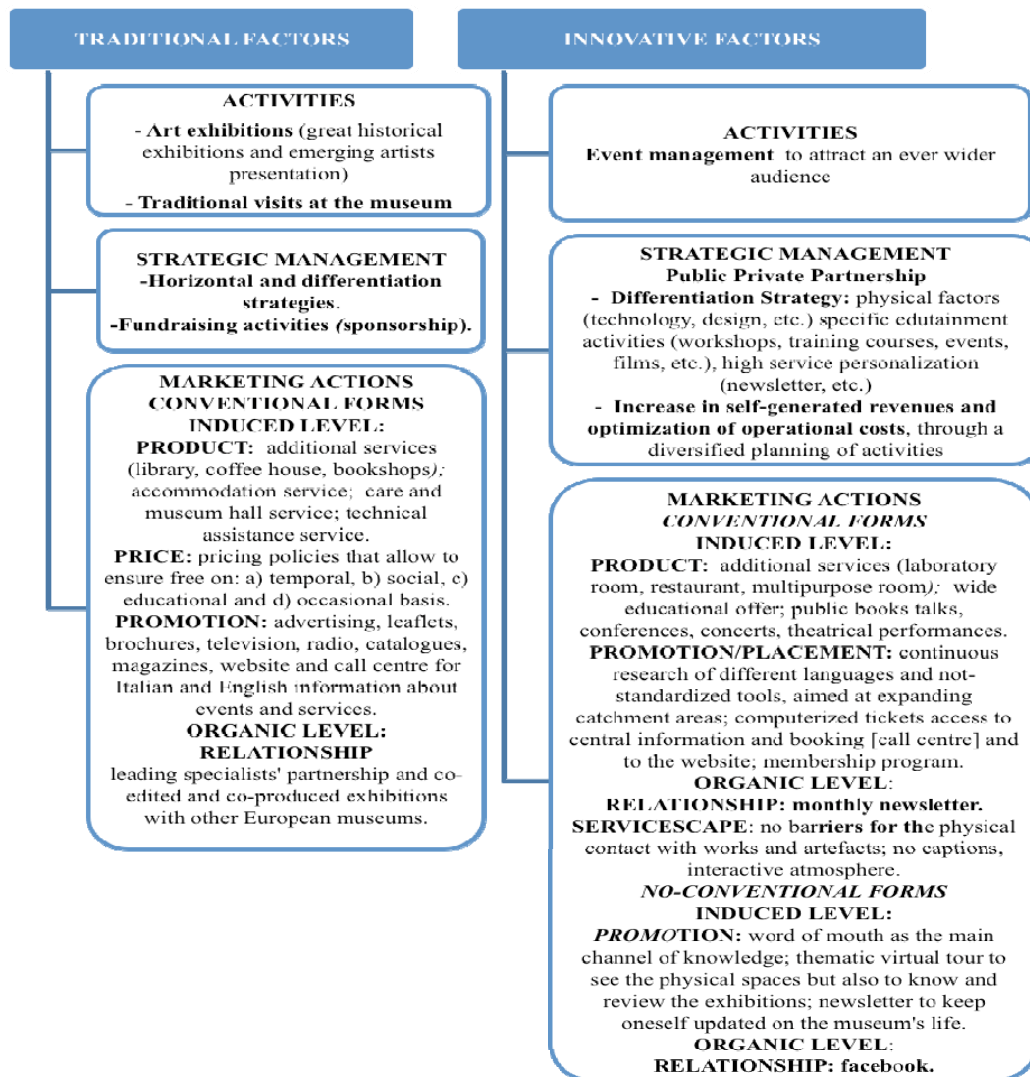 TRADITIONAL FACTORS
ACTIVITIES
- Art exhibitions (great historical
exhibitions and emerging artists
presentation)
- Traditional visits at the museum
STRATEGIC MANAGEMENT
-Horizontal and differentiation
strategies.
-Fundraising activities (sponsorship).
MARKETING ACTIONS
CONVENTIONAL FORMS
INDUCED LEVEL:
PRODUCT: additional services
(library, coffee house, bookshops);
accommodation service; care and
museum hall service; technical
assistance service.
PRICE: pricing policies that allow to
ensure free on: a) temporal, b) social, c)
educational and d) occasional basis.
PROMOTION: advertising, leaflets,
brochures, television, radio, catalogues,
magazines, website and call centre for
Italian and English information about
events and services.
ORGANIC LEVEL:
RELATIONSHIP
leading specialists' partnership and co-
edited and co-produced exhibitions
with other European museums.
INNOVATIVE FACTORS
ACTIVITIES
Event management to attract an ever wider
audience
STRATEGIC MANAGEMENT
Public Private Partnership
- Differentiation Strategy: physical factors
(technology, design, etc.) specific edutainment
activities (workshops, training courses, events,
films, etc.), high service personalization
(newsletter, etc.)
- Increase in self-generated revenues and
optimization of operational costs, through a
diversified planning of activities
MARKETING ACTIONS
CONVENTIONAL FORMS
INDUCED LEVEL:
PRODUCT: additional services (laboratory
room, restaurant, multipurpose room); wide
educational offer; public books talks,
conferences, concerts, theatrical performances.
PROMOTION/PLACEMENT: continuous
research of different languages and not-
standardized tools, aimed at expanding
catchment areas; computerized tickets access to
central information and booking [call centre] and
to the website; membership program.
ORGANIC LEVEL:
RELATIONSHIP: monthly newsletter.
SERVICESCAPE: no barriers for the physical
contact with works and artefacts; no captions,
interactive atmosphere.
NO-CONVENTIONAL FORMS
INDUCED LEVEL:
PROMOTION: word of mouth as the main
channel of knowledge; thematic virtual tour to
see the physical spaces but also to know and
review the exhibitions; newsletter to keep
oneself updated on the museum's life.
ORGANIC LEVEL:
RELATIONSHIP: facebook.